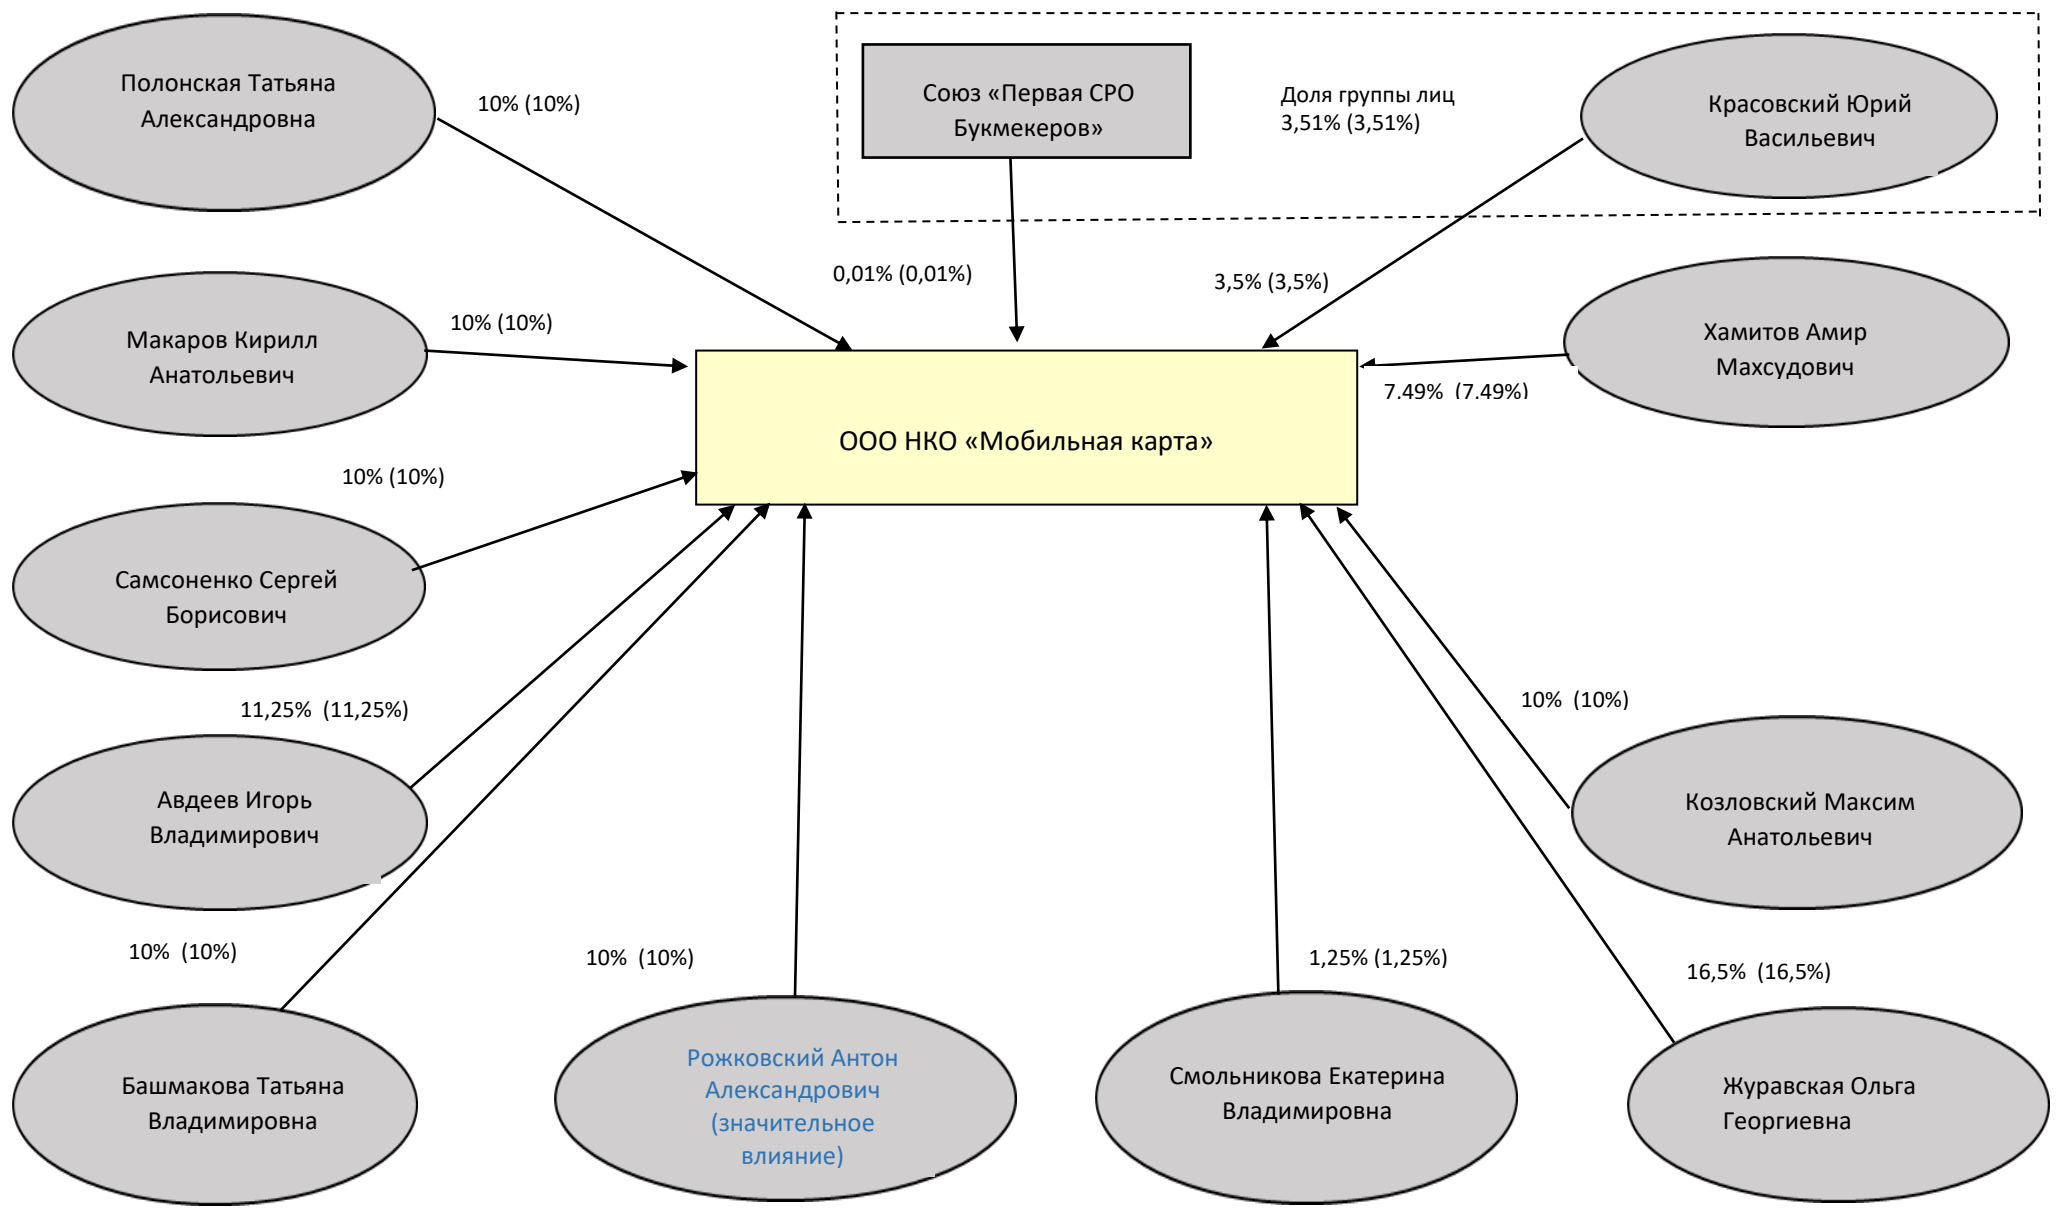 Полонская Татьяна
Александровна
10% (10%)
Союз «Первая СРО
Букмекеров»
Доля группы лиц
3,51% (3,51%)
Красовский Юрий
Васильевич
0,01% (0,01%)
3,5% (3,5%)
Макаров Кирилл
Анатольевич
10% (10%)
Хамитов Амир
Махсудович
7.49%  (7.49%)
ООО НКО «Мобильная карта»
10% (10%)
Самсоненко Сергей
Борисович
11,25%  (11,25%)
10%  (10%)
Авдеев Игорь
Владимирович
Козловский Максим
Анатольевич
10%  (10%)
10%  (10%)
1,25% (1,25%)
16,5%  (16,5%)
Башмакова Татьяна
Владимировна
Рожковский Антон
Александрович
(значительное
влияние)
Смольникова Екатерина
Владимировна
Журавская Ольга
Георгиевна